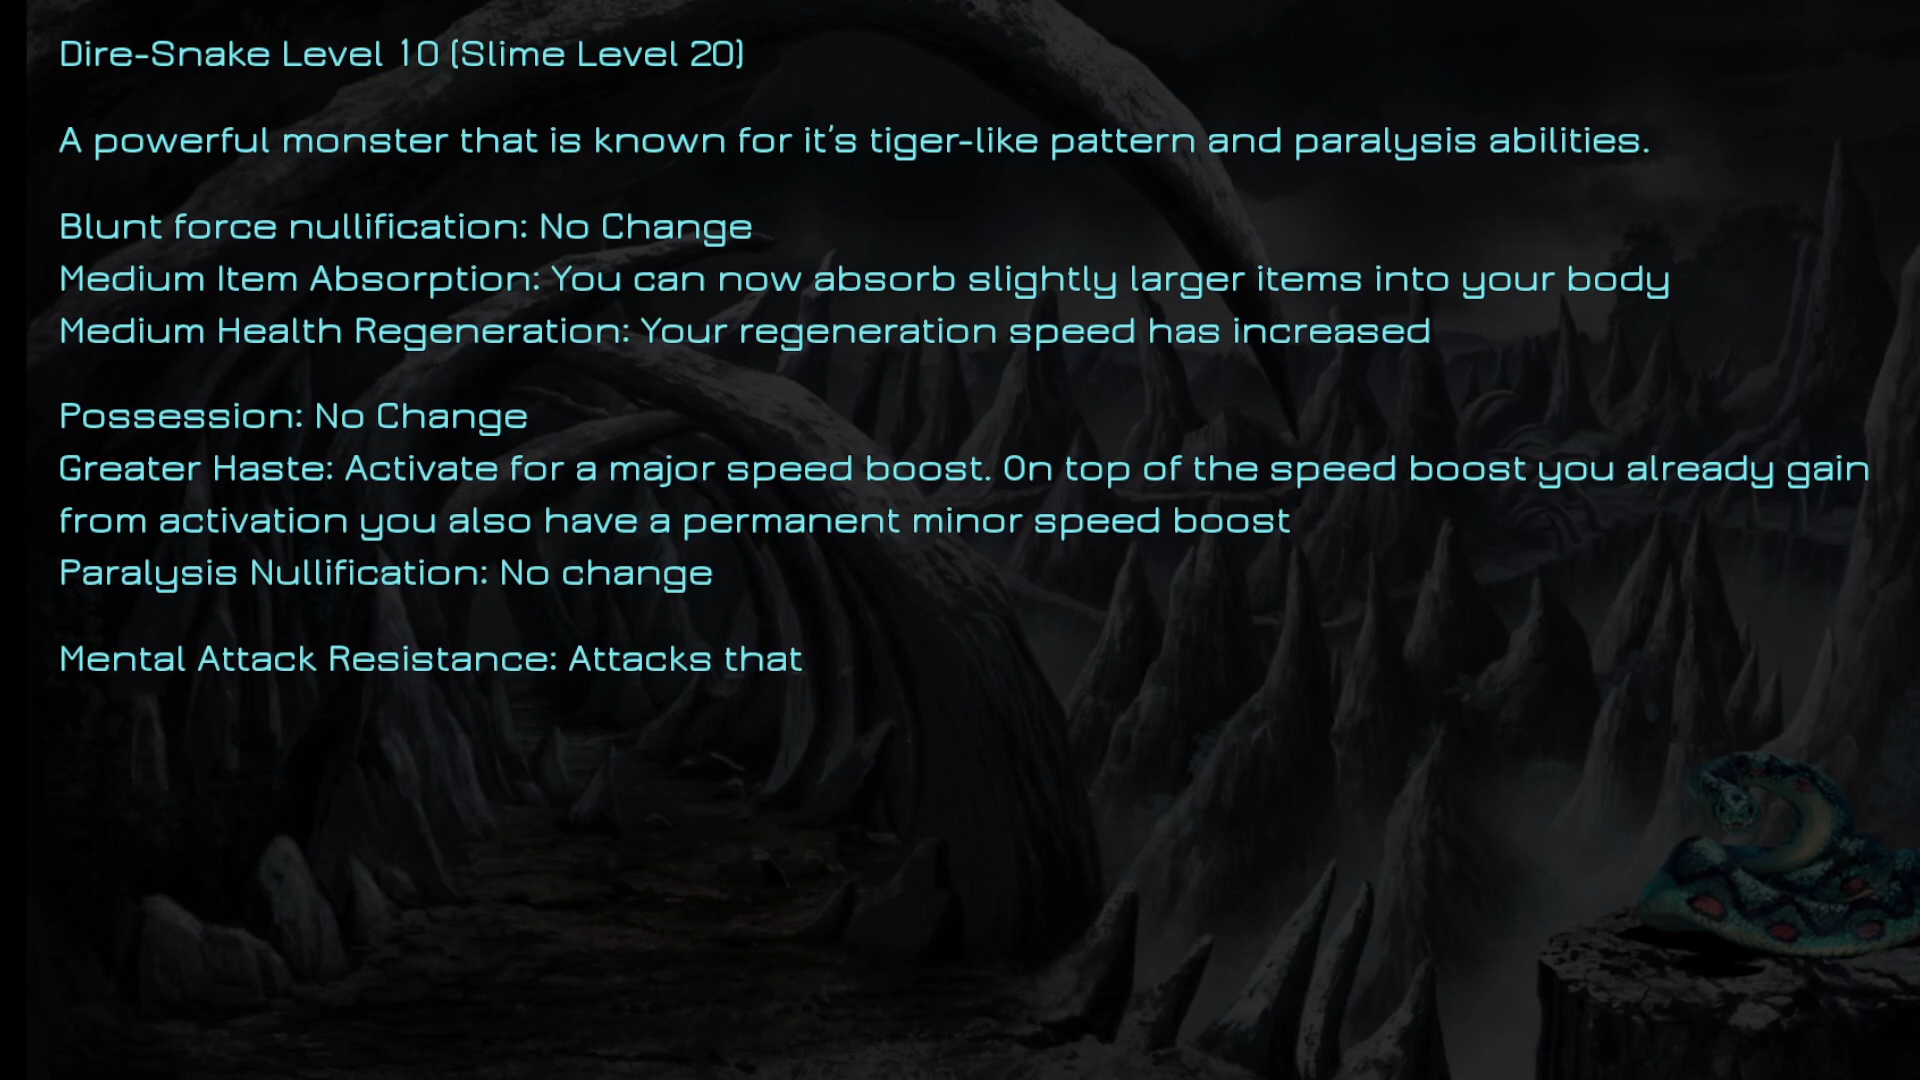 Dire-Snake Level 10 (Slime Level 20)
A powerful monster that is known for it's tiger-like pattern and paralysis abilities.
Blunt force nullification: No Change
Medium Item Absorption: You can now absorb slightly larger items into your body
Medium Health Regeneration: Your regeneration speed has increased
Possession: No Change
Greater Haste: Activate for a major speed boost. On top of the speed boost you already gain
from activation you also have a permanent minor speed boost
Paralysis Nullification: No change
Mental Attack Resistance: Attacks that